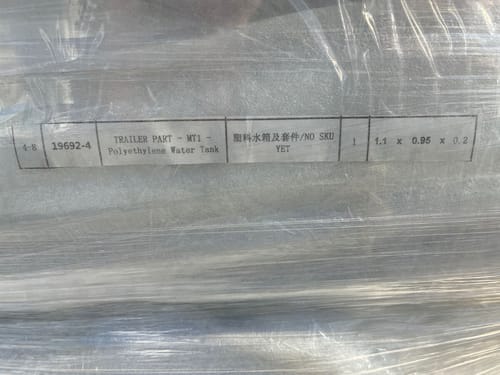 4-8 19692-4 TRAILER PART - MT1 - 塑料水箱及套件/NO SKU 1 1.1 x 0.95 x 0.2
Polyethylene Water Tank YET